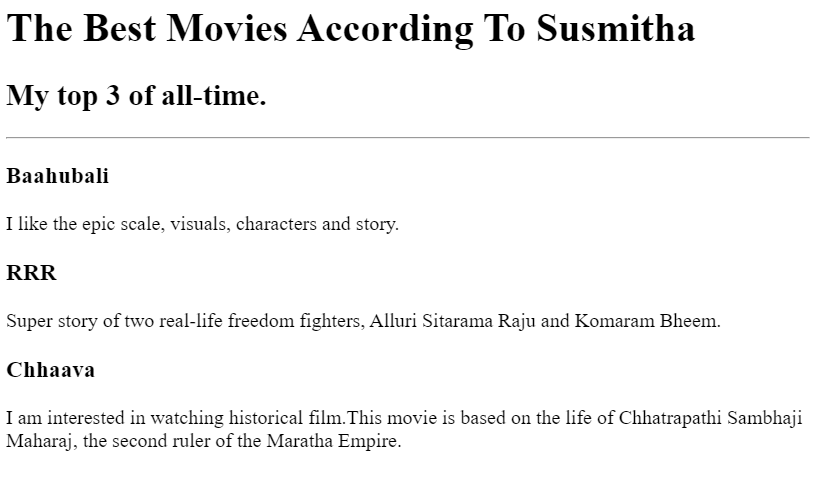 The Best Movies According To Susmitha
My top 3 of all-time.
Baahubali
I like the epic scale, visuals, characters and story.
RRR
Super story of two real-life freedom fighters, Alluri Sitarama Raju and Komaram Bheem.
Chhaava
I am interested in watching historical film.This movie is based on the life of Chhatrapathi Sambhaji
Maharaj, the second ruler of the Maratha Empire.